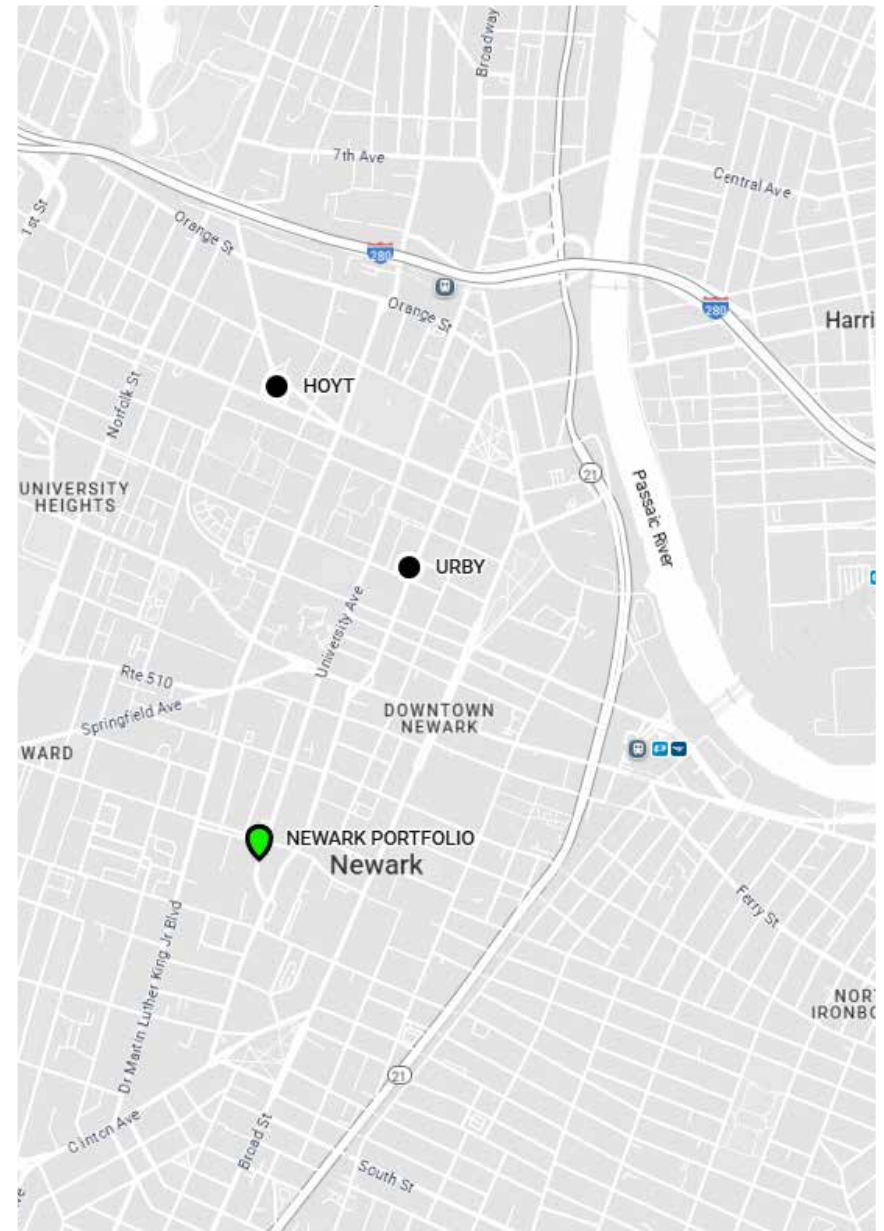 Broadway
7th Ave
Central Ave
1st St
Orange St
280
Orange St
280
Harri
HOYT
Norfolk St
21
UNIVERSITY
HEIGHTS
Passaic River
URBY
University Ave
Rte 510
Springfield Ave
DOWNTOWN
NEWARK
WARD
NEWARK PORTFOLIO
Newark
Ferry St
Dr Martin Luther King Jr Blvd
NOR
IRONBO
21
Clinton Ave
Broad St
South St
ve